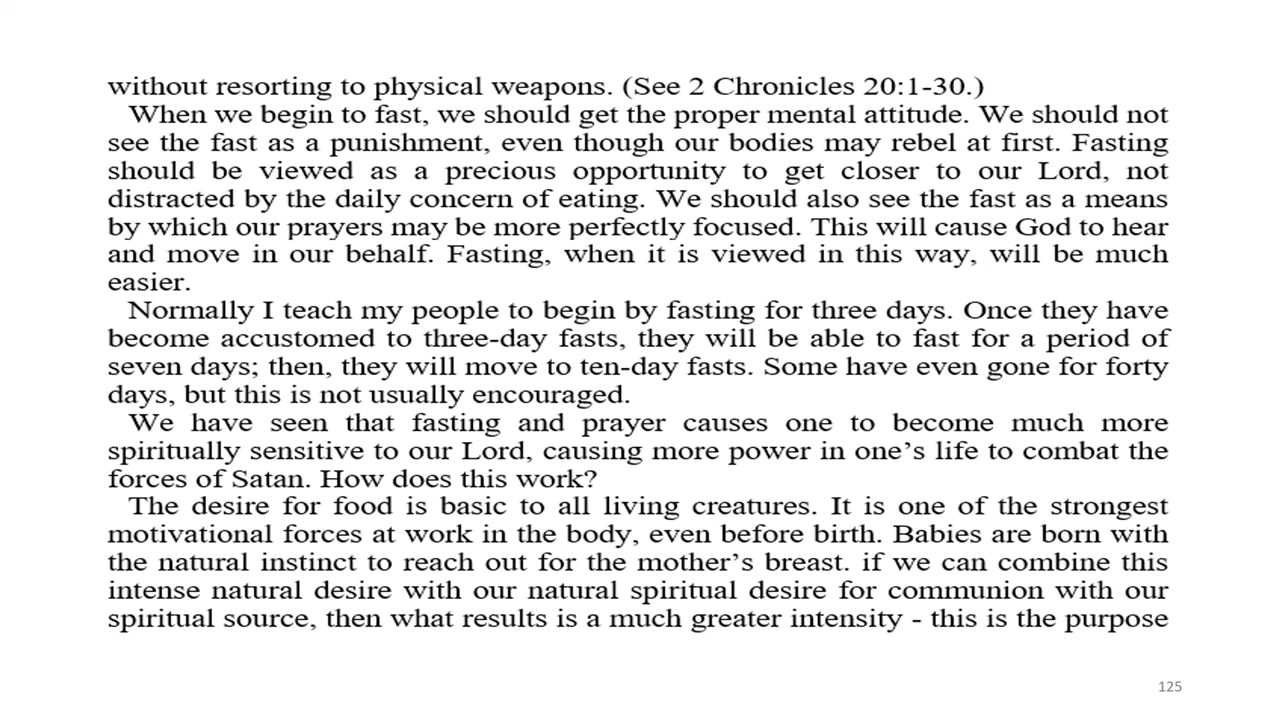 without resorting to physical weapons. (See 2 Chronicles 20:1-30.)
When we begin to fast, we should get the proper mental attitude. We should not
see the fast as a punishment, even though our bodies may rebel at first. Fasting
should be viewed as a precious opportunity to get closer to our Lord, not
distracted by the daily concern of eating. We should also see the fast as a means
by which our prayers may be more perfectly focused. This will cause God to hear
and move in our behalf. Fasting, when it is viewed in this way, will be much
easier.
Normally I teach my people to begin by fasting for three days. Once they have
become accustomed to three-day fasts, they will be able to fast for a period of
seven days; then, they will move to ten-day fasts. Some have even gone for forty
days, but this is not usually encouraged.
We have seen that fasting and prayer causes one to become much more
spiritually sensitive to our Lord, causing more power in one’s life to combat the
forces of Satan. How does this work?
The desire for food is basic to all living creatures. It is one of the strongest
motivational forces at work in the body, even before birth. Babies are born with
the natural instinct to reach out for the mother’s breast. if we can combine this
intense natural desire with our natural spiritual desire for communion with our
spiritual source, then what results is a much greater intensity - this is the purpose
125